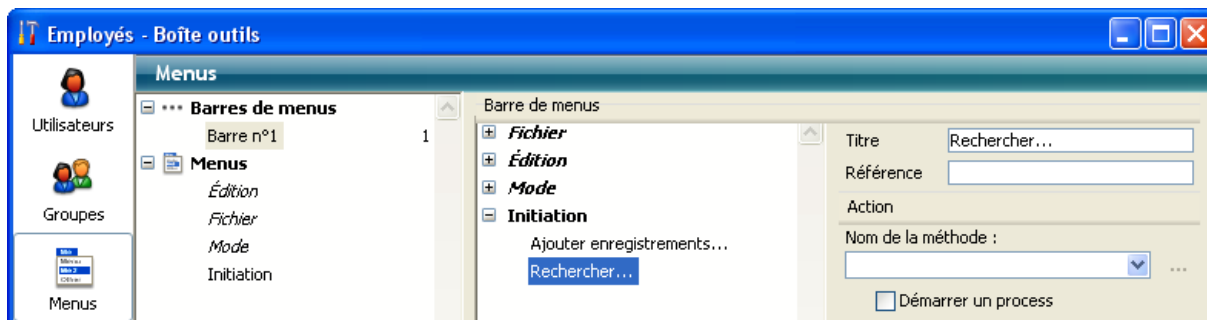 Employés - Boîte outils
Menus
Utilisateurs
Groupes
Menus
Barres de menus
Barre n°1 1
Menus
Édition
Fichier
Mode
Initiation
Barre de menus
Fichier
Édition
Mode
Initiation
Ajouter enregistrements...
Rechercher...
Titre Rechercher...
Référence
Action
Nom de la méthode :
...
Démarrer un process